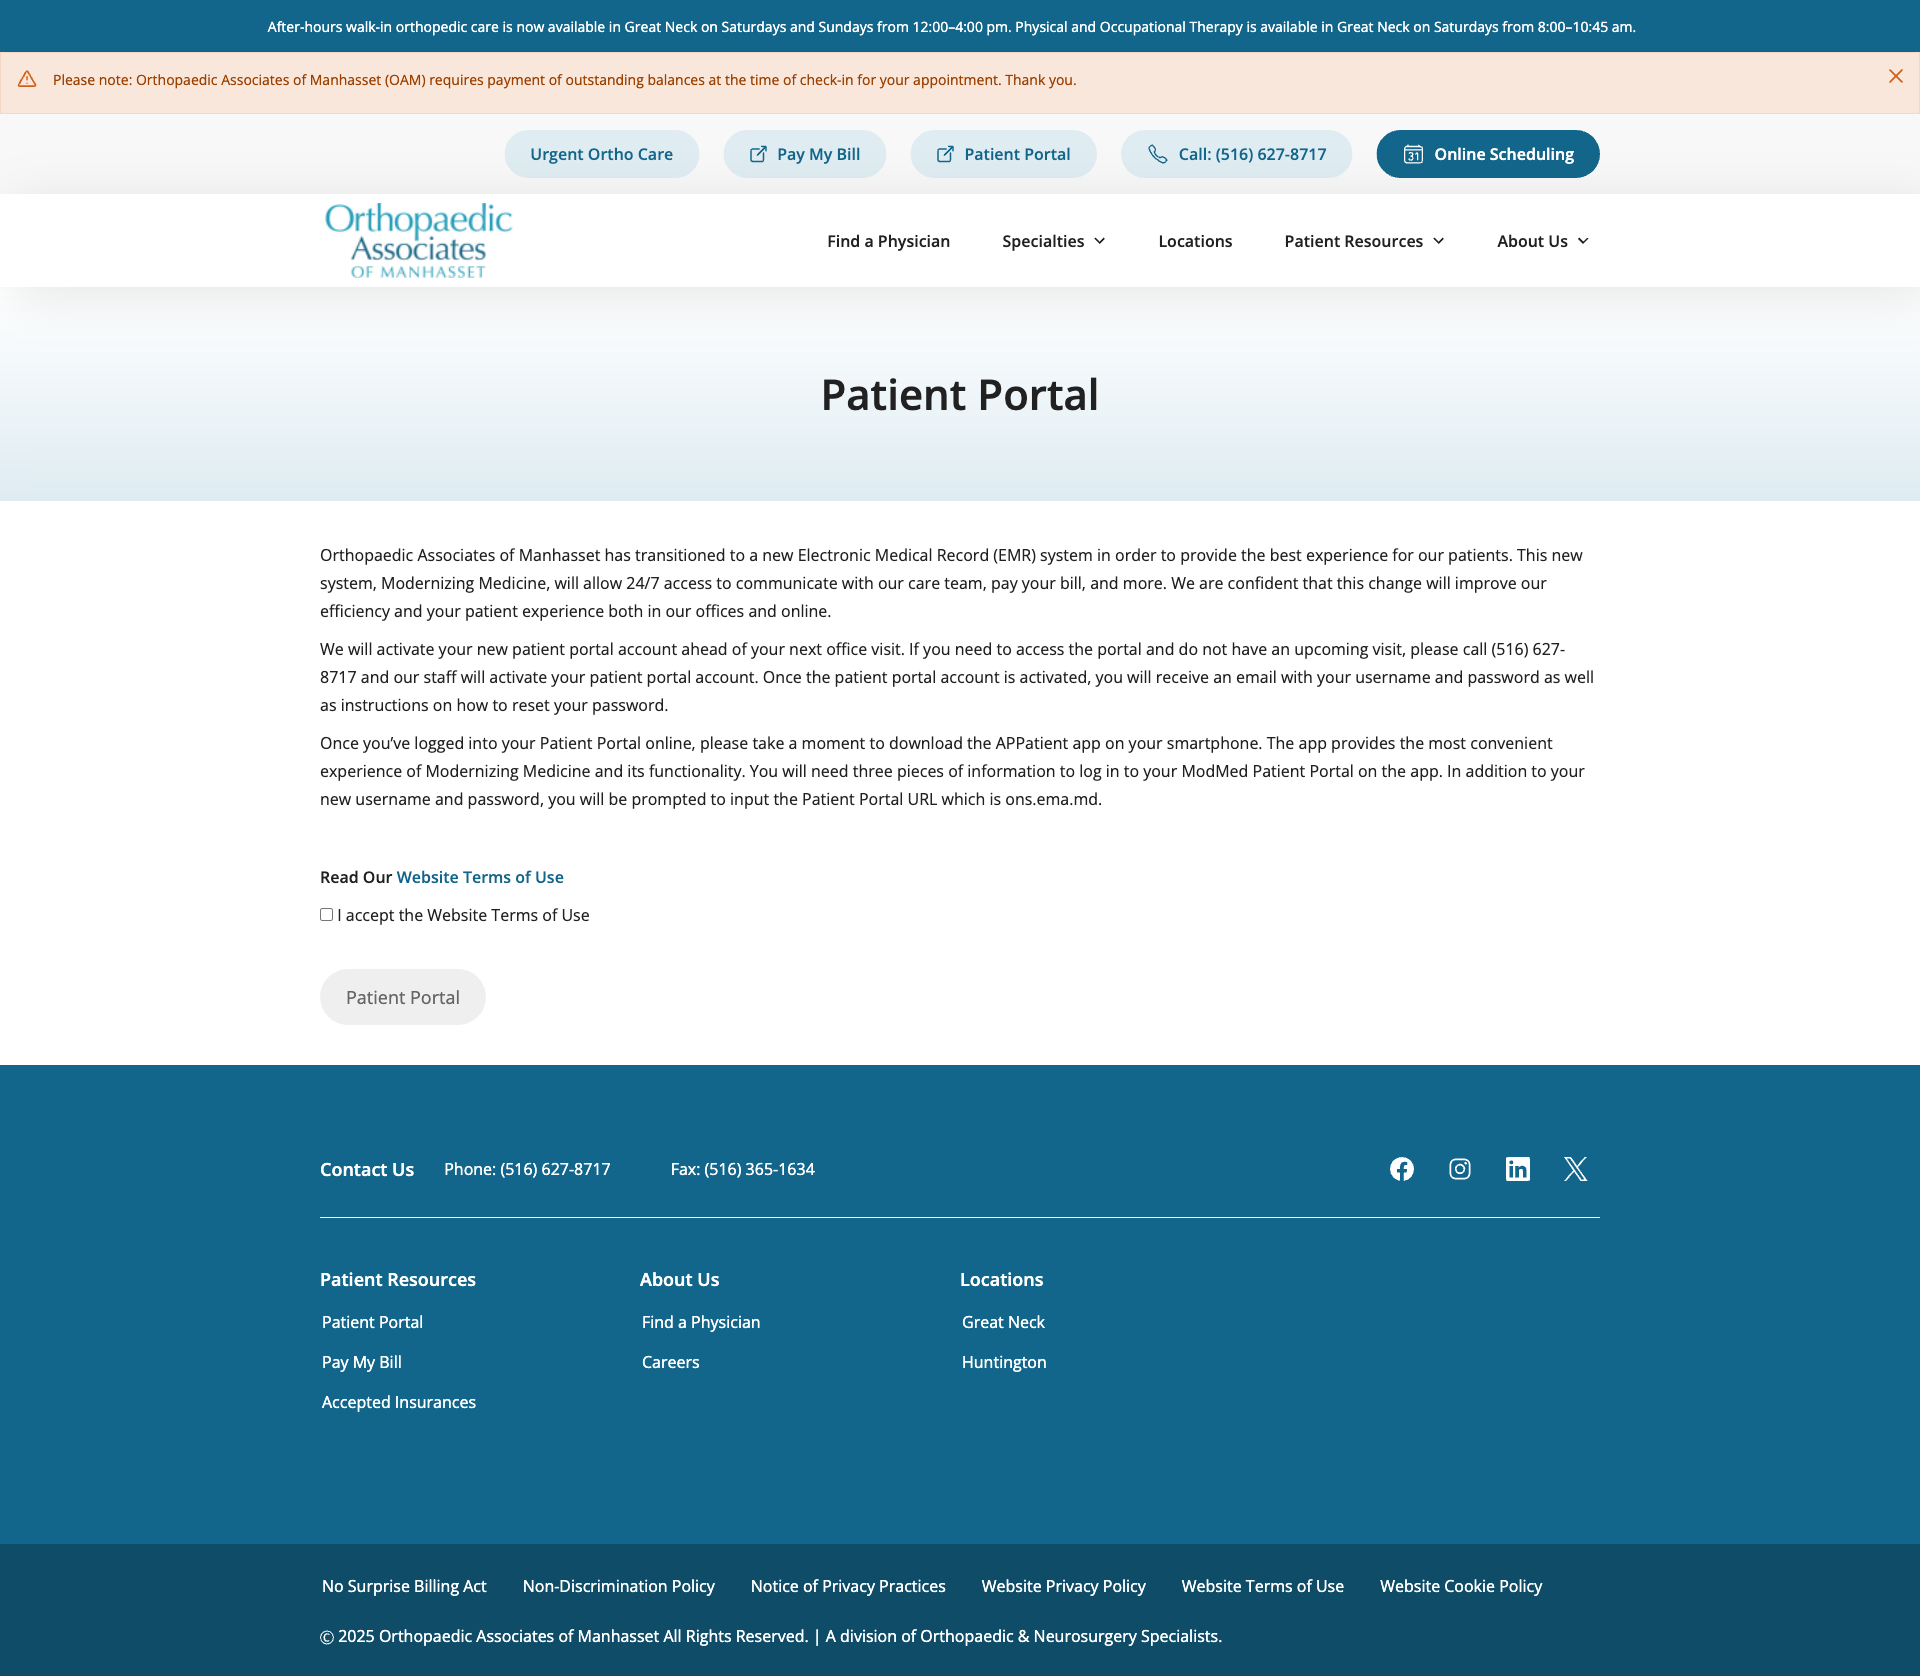 After-hours walk-in orthopedic care is now available in Great Neck on Saturdays and Sundays from 12:00–4:00 pm. Physical and Occupational Therapy is available in Great Neck on Saturdays from 8:00–10:45 am.
Please note: Orthopaedic Associates of Manhasset (OAM) requires payment of outstanding balances at the time of check-in for your appointment. Thank you.
Urgent Ortho Care
Pay My Bill
Patient Portal
Call: (516) 627-8717
31
Online Scheduling
Orthopaedic
Associates
OF MANHASSET
Find a Physician
Specialties
Locations
Patient Resources
About Us
Patient Portal
Orthopaedic Associates of Manhasset has transitioned to a new Electronic Medical Record (EMR) system in order to provide the best experience for our patients. This new
system, Modernizing Medicine, will allow 24/7 access to communicate with our care team, pay your bill, and more. We are confident that this change will improve our
efficiency and your patient experience both in our offices and online.
We will activate your new patient portal account ahead of your next office visit. If you need to access the portal and do not have an upcoming visit, please call (516) 627-
8717 and our staff will activate your patient portal account. Once the patient portal account is activated, you will receive an email with your username and password as well
as instructions on how to reset your password.
Once you’ve logged into your Patient Portal online, please take a moment to download the APPatient app on your smartphone. The app provides the most convenient
experience of Modernizing Medicine and its functionality. You will need three pieces of information to log in to your ModMed Patient Portal on the app. In addition to your
new username and password, you will be prompted to input the Patient Portal URL which is ons.ema.md.
Read Our Website Terms of Use
I accept the Website Terms of Use
Patient Portal
Contact Us
Phone: (516) 627-8717
Fax: (516) 365-1634
Patient Resources
Patient Portal
Pay My Bill
Accepted Insurances
About Us
Find a Physician
Careers
Locations
Great Neck
Huntington
No Surprise Billing Act
Non-Discrimination Policy
Notice of Privacy Practices
Website Privacy Policy
Website Terms of Use
Website Cookie Policy
© 2025 Orthopaedic Associates of Manhasset All Rights Reserved. | A division of Orthopaedic & Neurosurgery Specialists.